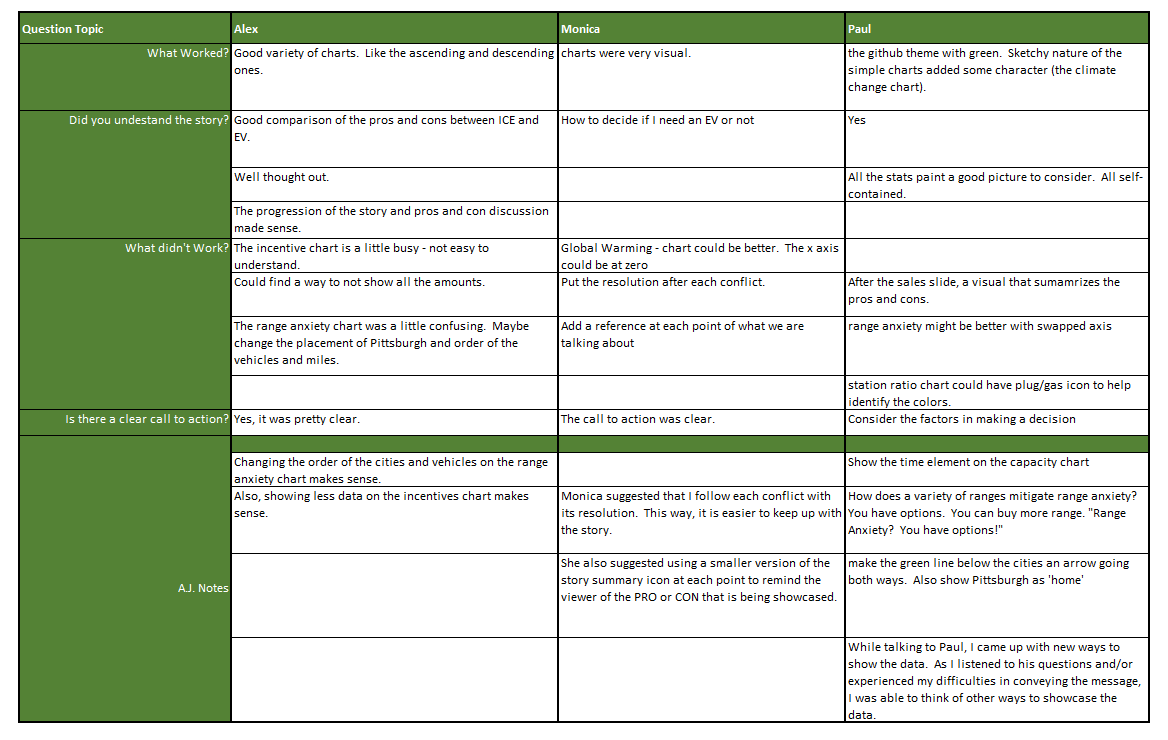 Question Topic Alex Monica Paul
What Worked? Good variety of charts. Like the ascending and descending ones. charts were very visual. the github theme with green. Sketchy nature of the simple charts added some character (the climate change chart).
Did you undestand the story? Good comparison of the pros and cons between ICE and EV. How to decide if I need an EV or not Yes
Well thought out. All the stats paint a good picture to consider. All self-contained.
The progression of the story and pros and con discussion made sense.
What didn't Work? The incentive chart is a little busy - not easy to understand. Global Warming - chart could be better. The x axis could be at zero
Could find a way to not show all the amounts. Put the resolution after each conflict. After the sales slide, a visual that sumamrizes the pros and cons.
The range anxiety chart was a little confusing. Maybe change the placement of Pittsburgh and order of the vehicles and miles. Add a reference at each point of what we are talking about range anxiety might be better with swapped axis
station ratio chart could have plug/gas icon to help identify the colors.
Is there a clear call to action? Yes, it was pretty clear. The call to action was clear. Consider the factors in making a decision
A.J. Notes
Changing the order of the cities and vehicles on the range anxiety chart makes sense. Show the time element on the capacity chart
Also, showing less data on the incentives chart makes sense. Monica suggested that I follow each conflict with its resolution. This way, it is easier to keep up with the story. How does a variety of ranges mitigate range anxiety? You have options. You can buy more range. "Range Anxiety? You have options!"
She also suggested using a smaller version of the story summary icon at each point to remind the viewer of the PRO or CON that is being showcased. make the green line below the cities an arrow going both ways. Also show Pittsburgh as 'home'
While talking to Paul, I came up with new ways to show the data. As I listened to his questions and/or experienced my difficulties in conveying the message, I was able to think of other ways to showcase the data.